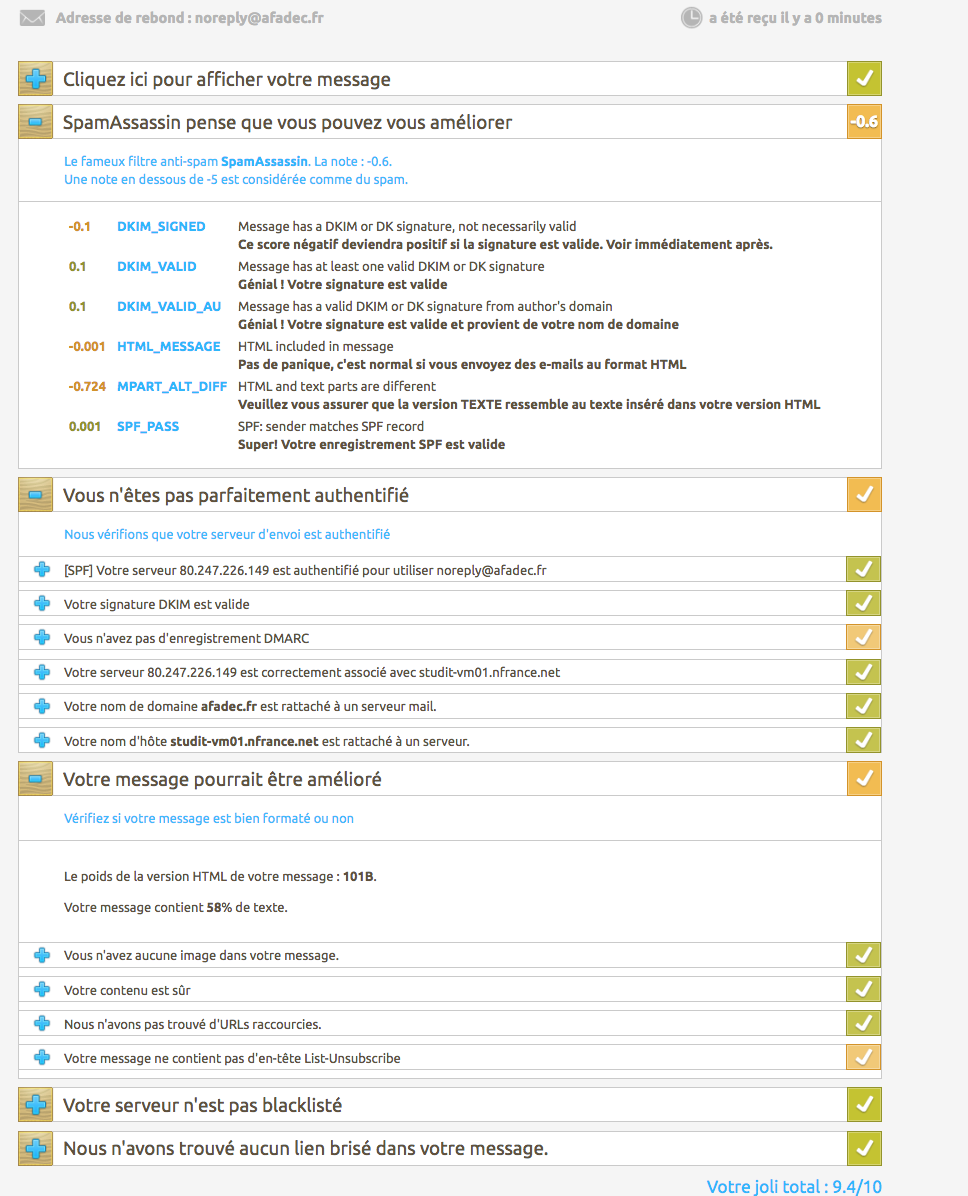 Adresse de rebond : noreply@afadec.fr
a été reçu il y a 0 minutes
Cliquez ici pour afficher votre message
SpamAssassin pense que vous pouvez vous améliorer
-0.6
Le fameux filtre anti-spam SpamAssassin. La note : -0.6.
Une note en dessous de -5 est considérée comme du spam.
-0.1 DKIM_SIGNED Message has a DKIM or DK signature, not necessarily valid
Ce score négatif deviendra positif si la signature est valide. Voir immédiatement après.
0.1 DKIM_VALID Message has at least one valid DKIM or DK signature
Génial ! Votre signature est valide
0.1 DKIM_VALID_AU Message has a valid DKIM or DK signature from author's domain
Génial ! Votre signature est valide et provient de votre nom de domaine
-0.001 HTML_MESSAGE HTML included in message
Pas de panique, c'est normal si vous envoyez des e-mails au format HTML
-0.724 MPART_ALT_DIFF HTML and text parts are different
Veuillez vous assurer que la version TEXTE ressemble au texte inséré dans votre version HTML
0.001 SPF_PASS SPF: sender matches SPF record
Super! Votre enregistrement SPF est valide
Vous n'êtes pas parfaitement authentifié
Nous vérifions que votre serveur d'envoi est authentifié
[SPF] Votre serveur 80.247.226.149 est authentifié pour utiliser noreply@afadec.fr
Votre signature DKIM est valide
Vous n'avez pas d'enregistrement DMARC
Votre serveur 80.247.226.149 est correctement associé avec studit-vm01.nfrance.net
Votre nom de domaine afadec.fr est rattaché à un serveur mail.
Votre nom d'hôte studit-vm01.nfrance.net est rattaché à un serveur.
Votre message pourrait être amélioré
Vérifiez si votre message est bien formaté ou non
Le poids de la version HTML de votre message : 101B.
Votre message contient 58% de texte.
Vous n'avez aucune image dans votre message.
Votre contenu est sûr
Nous n'avons pas trouvé d'URLs raccourcies.
Votre message ne contient pas d'en-tête List-Unsubscribe
Votre serveur n'est pas blacklisté
Nous n'avons trouvé aucun lien brisé dans votre message.
Votre joli total : 9.4/10